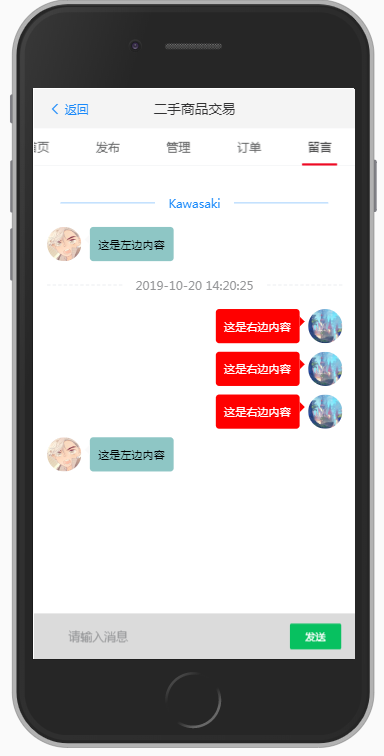 返回
二手商品交易
首页 发布 管理 订单 留言
Kawasaki
这是左边内容
2019-10-20 14:20:25
这是右边内容
这是右边内容
这是右边内容
这是左边内容
请输入消息 发送